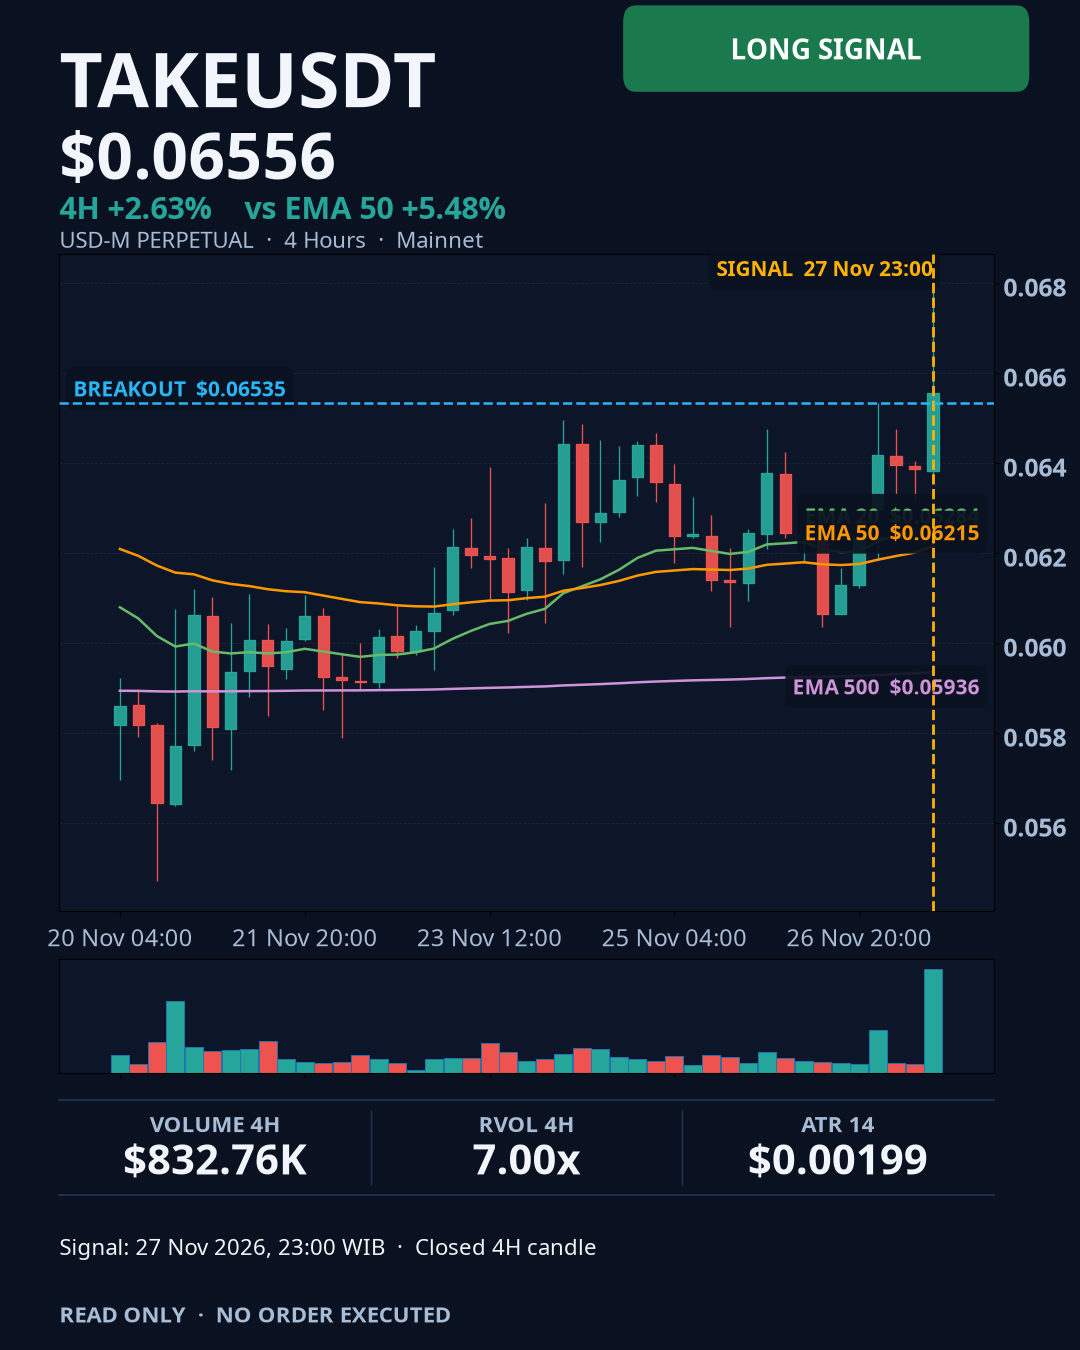 LONG SIGNAL
TAKEUSDT
$0.06556
4H +2.63% vs EMA 50 +5.48%
USD-M PERPETUAL · 4 Hours · Mainnet
SIGNAL 27 Nov 23:00
0.068
0.066
BREAKOUT $0.06535
0.064
EMA 20
EMA 50 $0.06215
0.062
0.060
EMA 500 $0.05936
0.058
0.056
20 Nov 04:00 21 Nov 20:00 23 Nov 12:00 25 Nov 04:00 26 Nov 20:00
VOLUME 4H RVOL 4H ATR 14
$832.76K 7.00x $0.00199
Signal: 27 Nov 2026, 23:00 WIB · Closed 4H candle
READ ONLY · NO ORDER EXECUTED